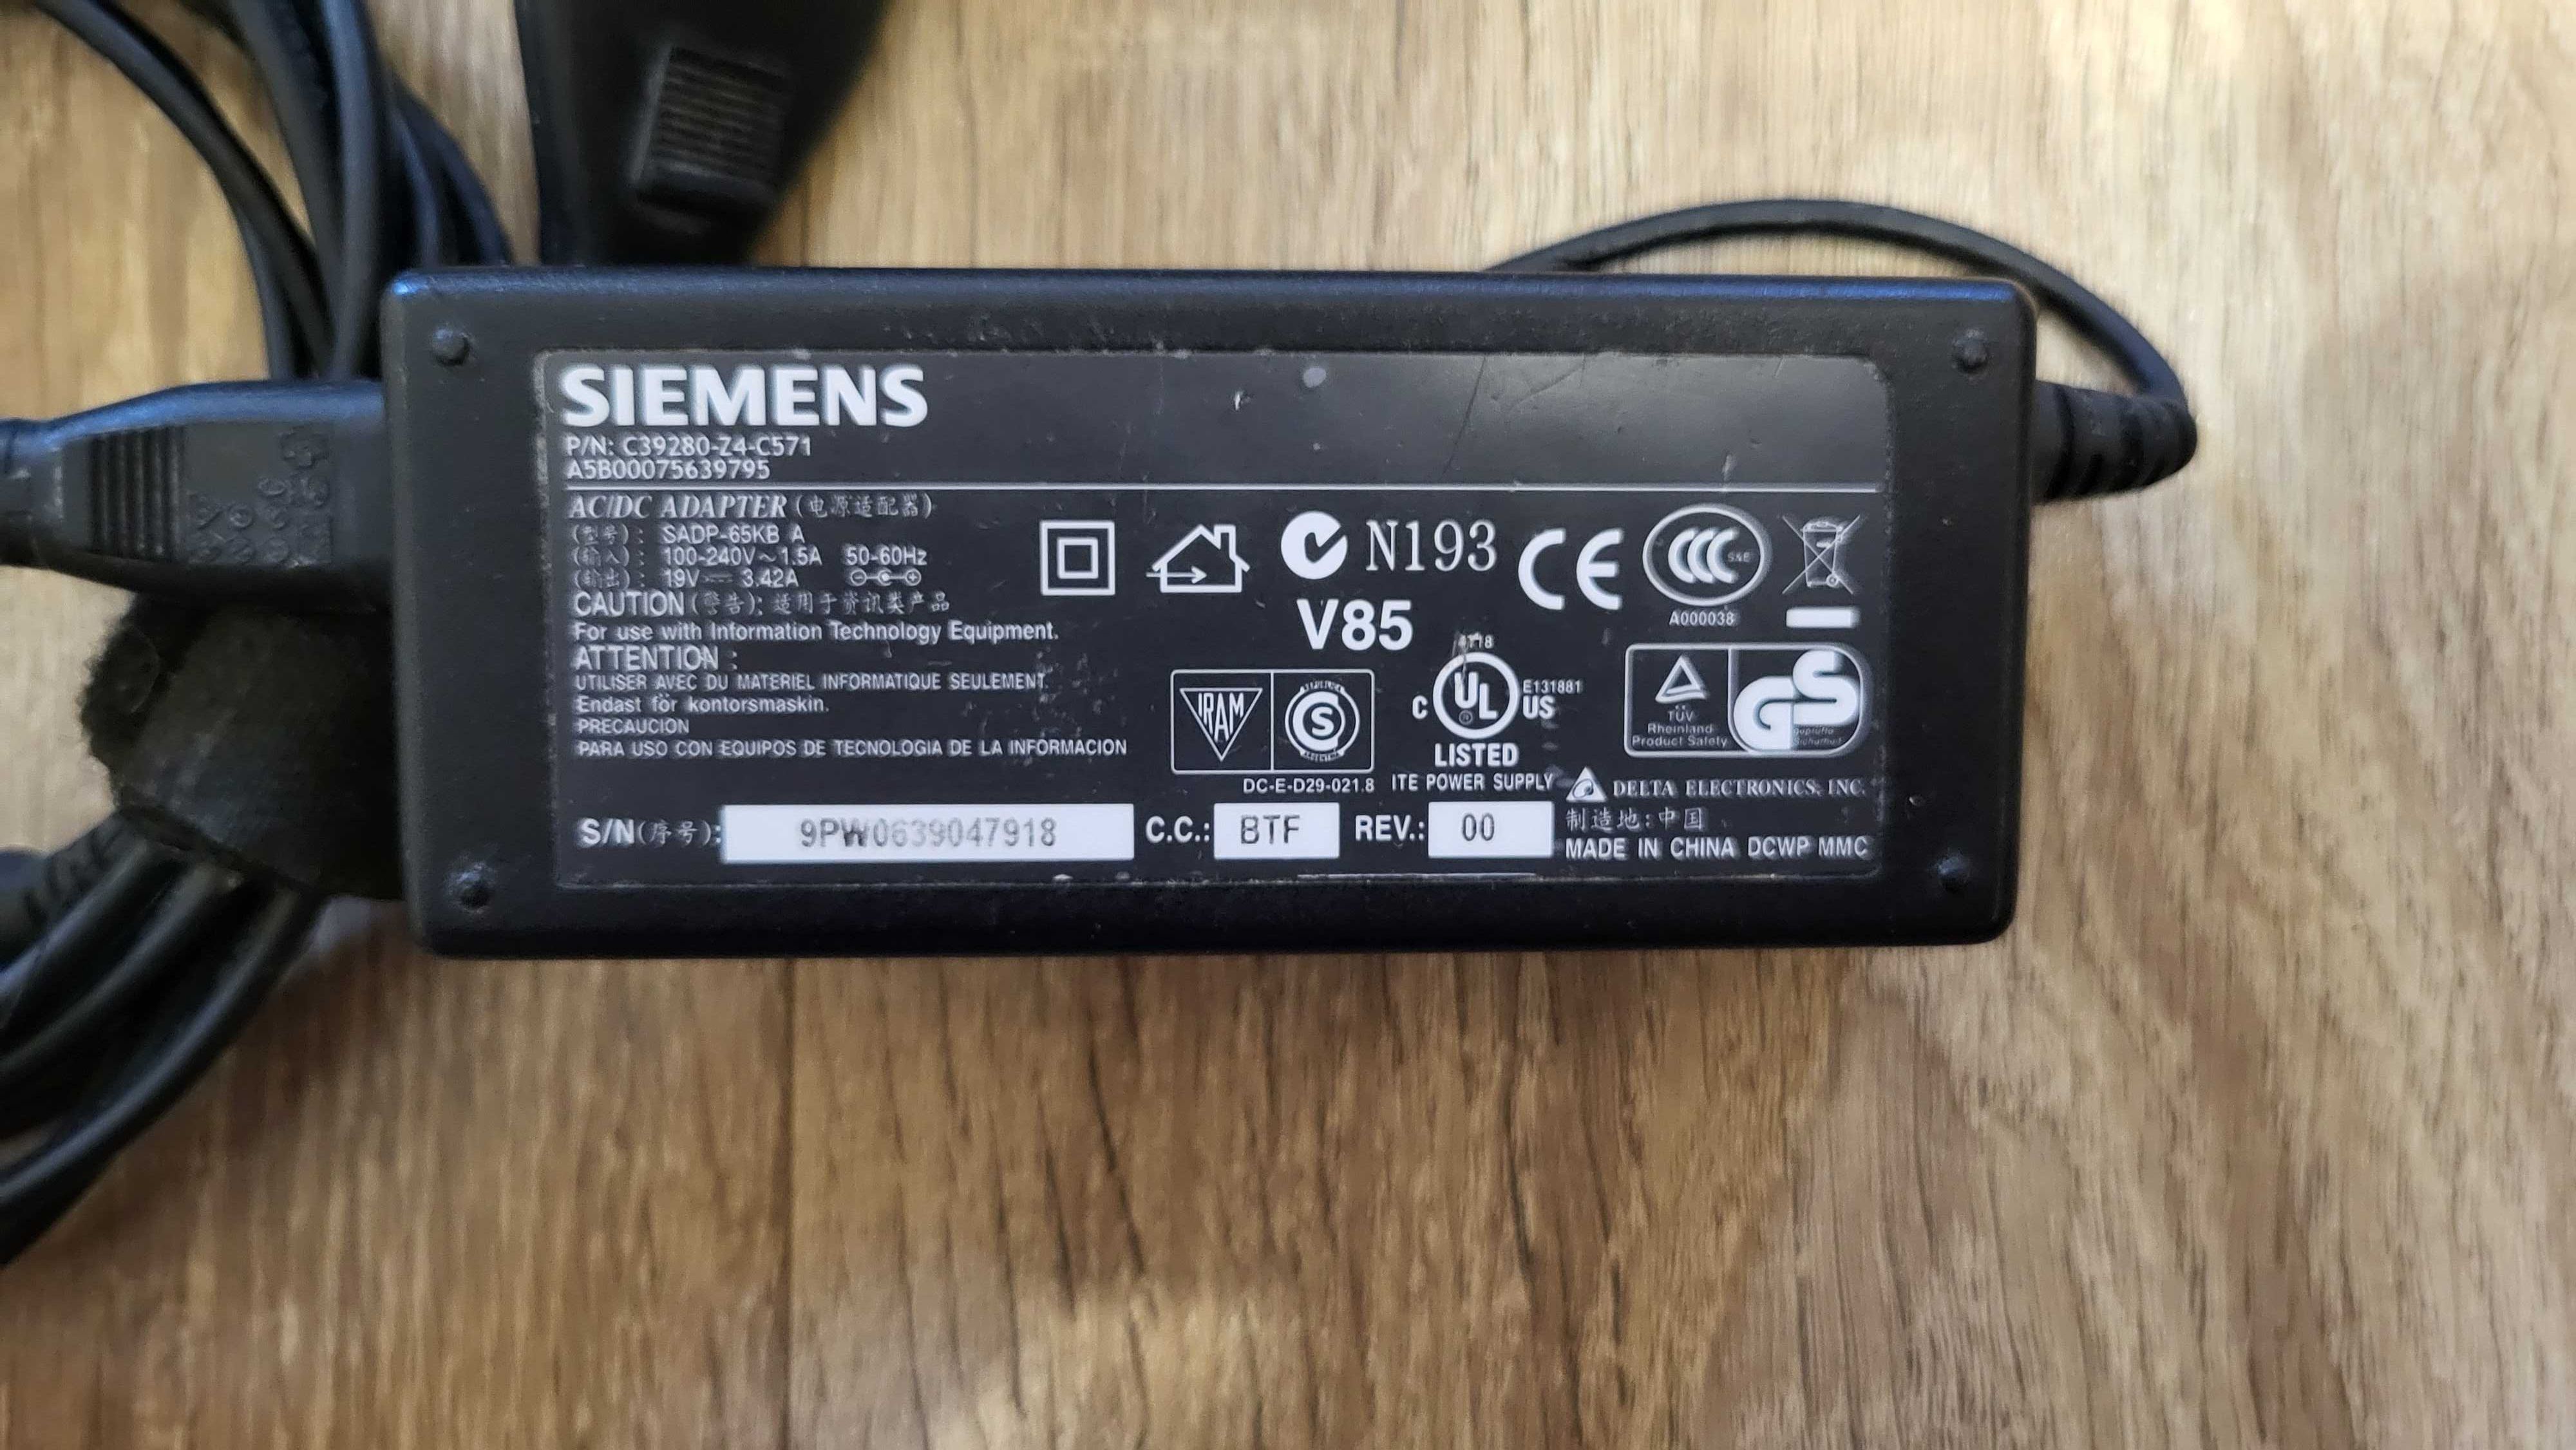 SIEMENS
P/N: C39280-Z4-C571
A5B00075639795
AC/DC ADAPTER (电源适配器)
(型号): SADP-65KB A
(输入): 100-240V~1.5A 50-60Hz
(输出): 19V⎓3.42A
CAUTION (警告): 适用于资讯类产品
For use with Information Technology Equipment.
ATTENTION :
UTILISER AVEC DU MATERIEL INFORMATIQUE SEULEMENT.
Endast för kontorsmaskin.
PRECAUCION
PARA USO CON EQUIPOS DE TECNOLOGIA DE LA INFORMACION
N193
V85
CE
CCC S&E
A000038
IRAM
S
DC-E-D29-021.8
C UL US
E131881
LISTED
ITE POWER SUPPLY
TÜV
Rheinland
Product Safety
GS
geprüfte
Sicherheit
DELTA ELECTRONICS, INC.
制造地:中国
MADE IN CHINA DCWP MMC
S/N(序号): 9PW0639047918 C.C.: BTF REV.: 00